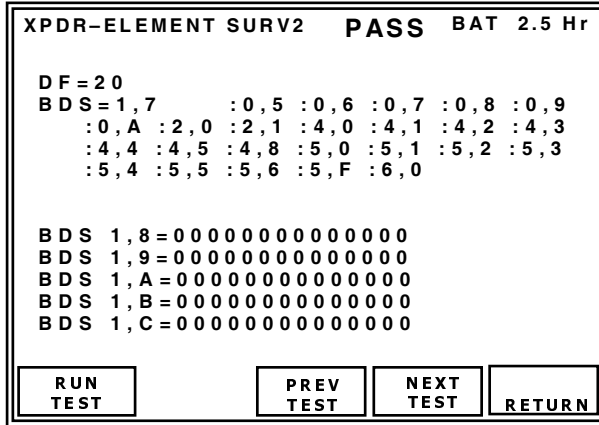 XPDR–ELEMENT SURV2 PASS BAT 2.5 Hr
DF=20
BDS=1,7 :0,5 :0,6 :0,7 :0,8 :0,9
:0,A :2,0 :2,1 :4,0 :4,1 :4,2 :4,3
:4,4 :4,5 :4,8 :5,0 :5,1 :5,2 :5,3
:5,4 :5,5 :5,6 :5,F :6,0
BDS 1,8=00000000000000
BDS 1,9=00000000000000
BDS 1,A=00000000000000
BDS 1,B=00000000000000
BDS 1,C=00000000000000
RUN
TEST
PREV
TEST
NEXT
TEST
RETURN